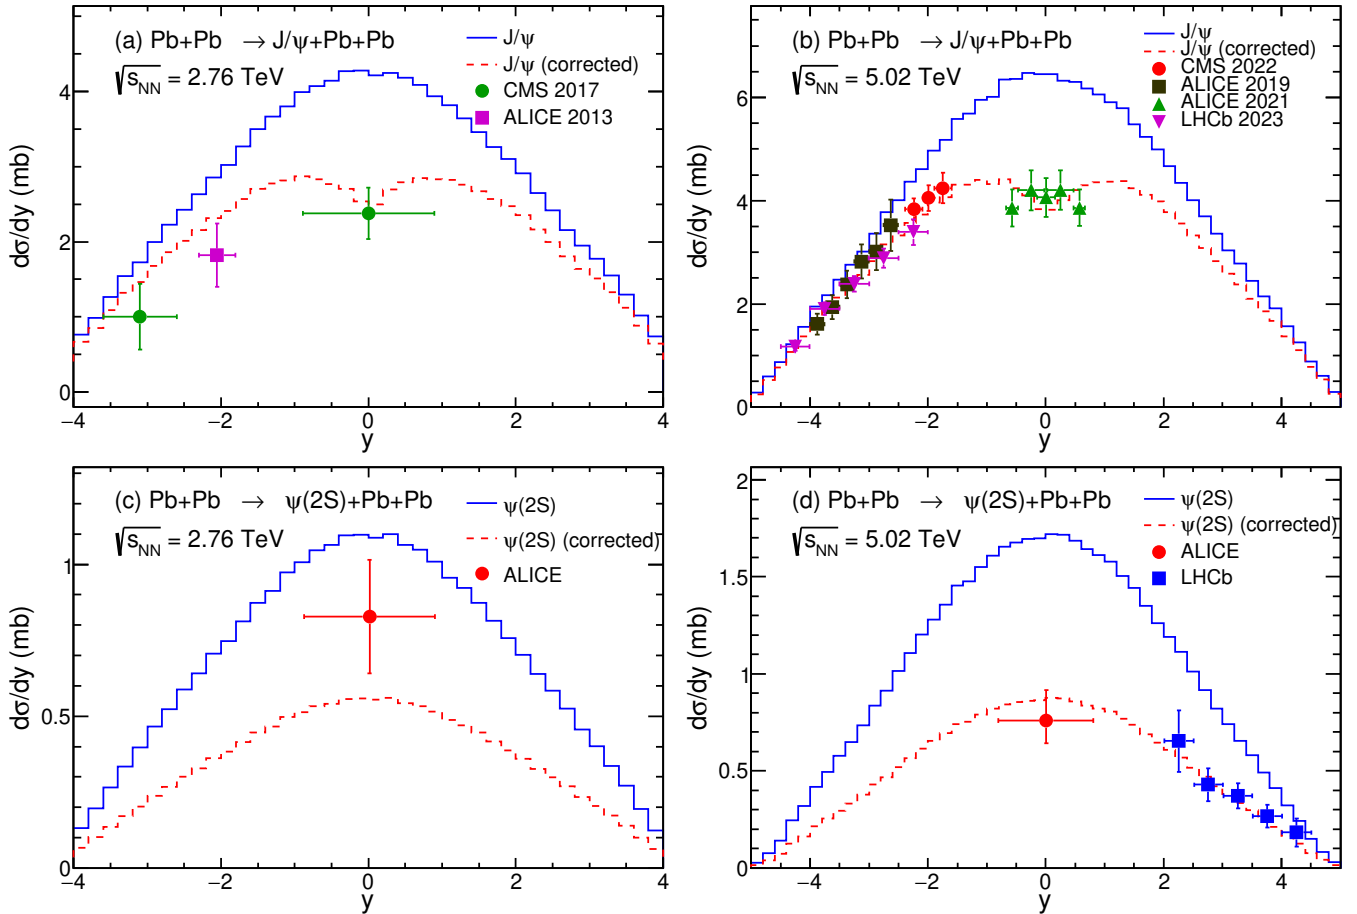 (a) Pb+Pb → J/ψ+Pb+Pb
√sNN = 2.76 TeV
J/ψ
J/ψ (corrected)
CMS 2017
ALICE 2013
dσ/dy (mb)
4
2
0
−4 −2 0 2 4
y
(b) Pb+Pb → J/ψ+Pb+Pb
√sNN = 5.02 TeV
J/ψ
J/ψ (corrected)
CMS 2022
ALICE 2019
ALICE 2021
LHCb 2023
dσ/dy (mb)
6
4
2
0
−4 −2 0 2 4
y
(c) Pb+Pb → ψ(2S)+Pb+Pb
√sNN = 2.76 TeV
ψ(2S)
ψ(2S) (corrected)
ALICE
dσ/dy (mb)
1
0.5
0
−4 −2 0 2 4
y
(d) Pb+Pb → ψ(2S)+Pb+Pb
√sNN = 5.02 TeV
ψ(2S)
ψ(2S) (corrected)
ALICE
LHCb
dσ/dy (mb)
2
1.5
1
0.5
0
−4 −2 0 2 4
y